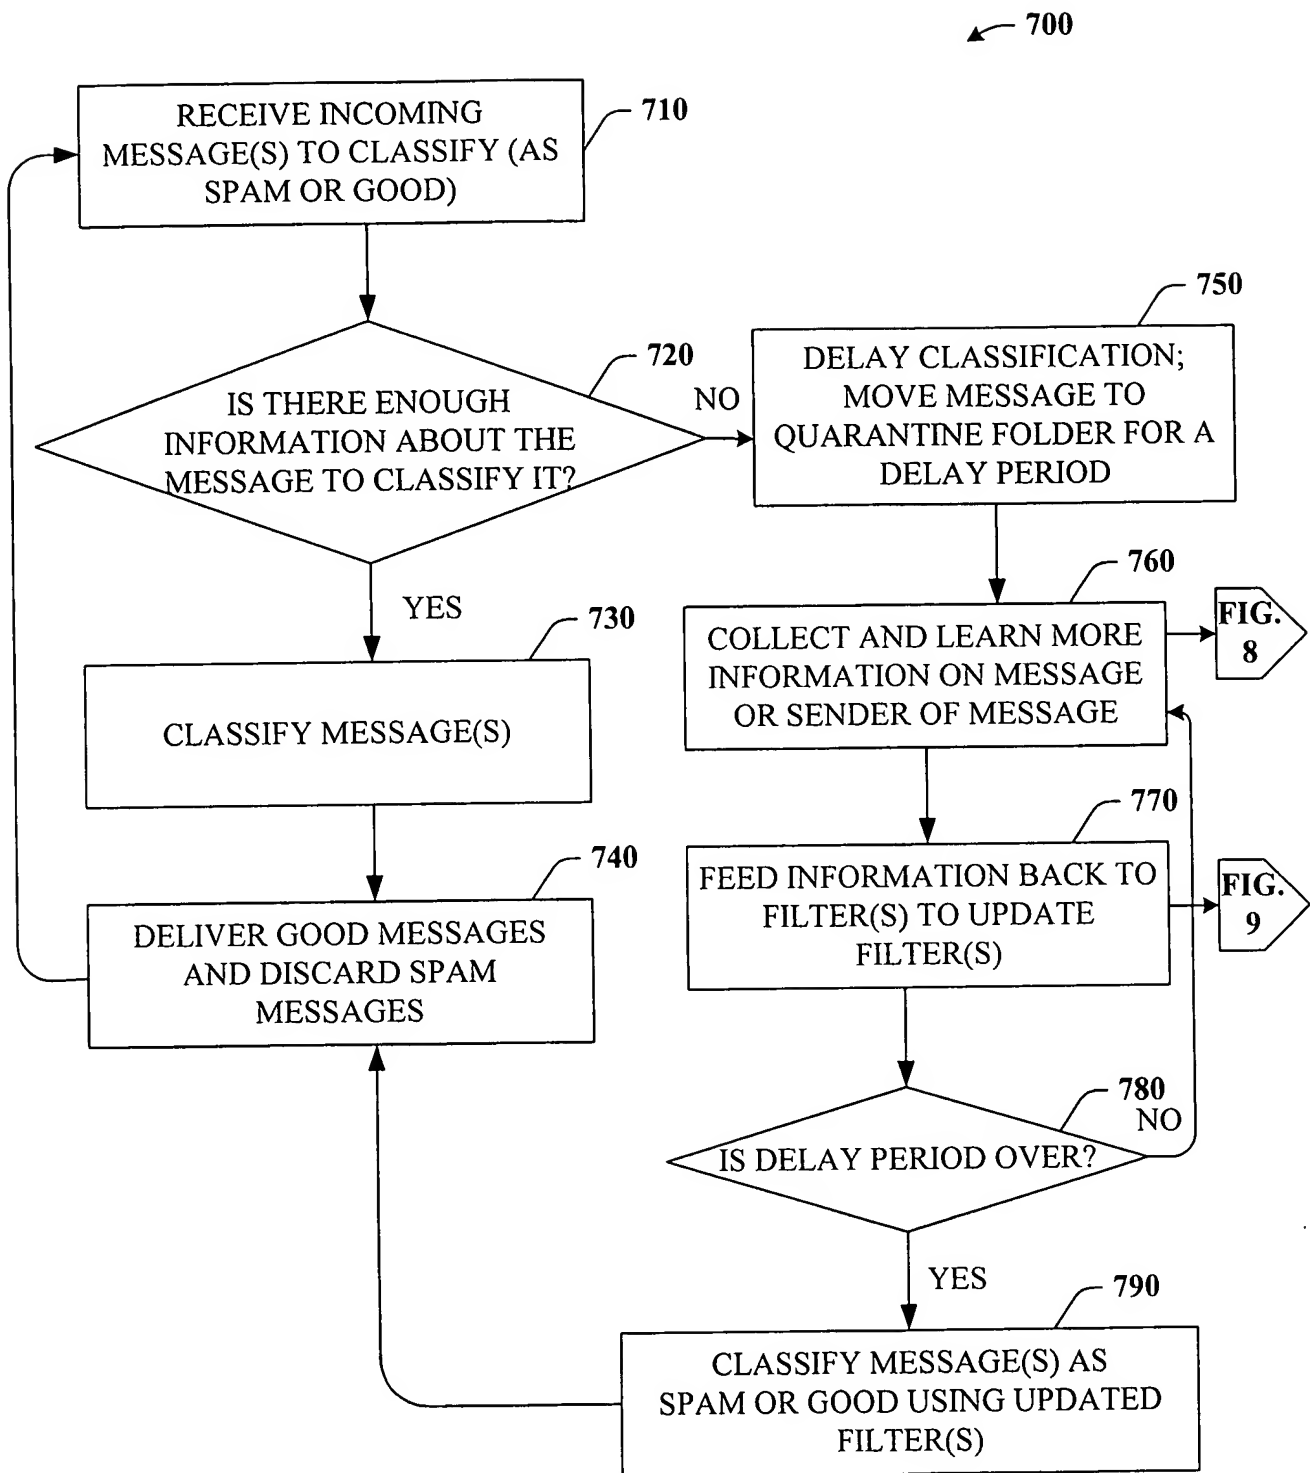 700
RECEIVE INCOMING
MESSAGE(S) TO CLASSIFY (AS
SPAM OR GOOD)
710
IS THERE ENOUGH
INFORMATION ABOUT THE
MESSAGE TO CLASSIFY IT?
720
NO
DELAY CLASSIFICATION;
MOVE MESSAGE TO
QUARANTINE FOLDER FOR A
DELAY PERIOD
750
YES
CLASSIFY MESSAGE(S)
730
DELIVER GOOD MESSAGES
AND DISCARD SPAM
MESSAGES
740
COLLECT AND LEARN MORE
INFORMATION ON MESSAGE
OR SENDER OF MESSAGE
760
FIG.
8
FEED INFORMATION BACK TO
FILTER(S) TO UPDATE
FILTER(S)
770
FIG.
9
IS DELAY PERIOD OVER?
780
NO
YES
CLASSIFY MESSAGE(S) AS
SPAM OR GOOD USING UPDATED
FILTER(S)
790